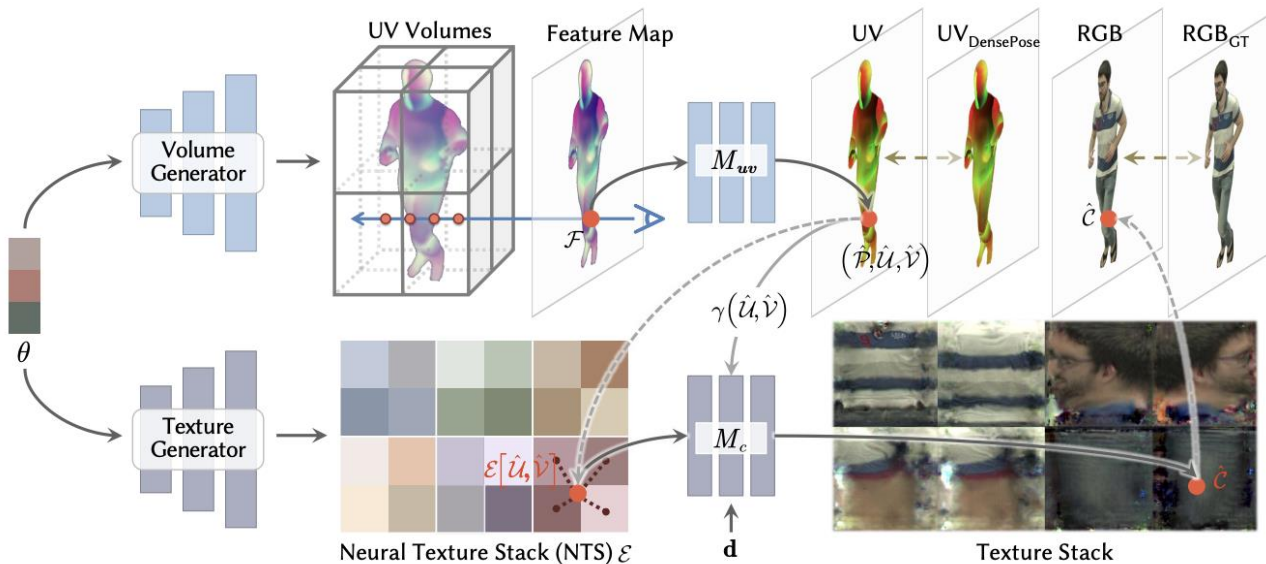 UV Volumes
Feature Map
UV
UV_DensePose
RGB
RGB_GT
Volume
Generator
M_uv
ℱ
(𝒫̂,𝒰̂,𝒱̂)
Ĉ
θ
γ(𝒰̂,𝒱̂)
Texture
Generator
ℰ[𝒰̂,𝒱̂]
M_c
Ĉ
Neural Texture Stack (NTS) ℰ
d
Texture Stack